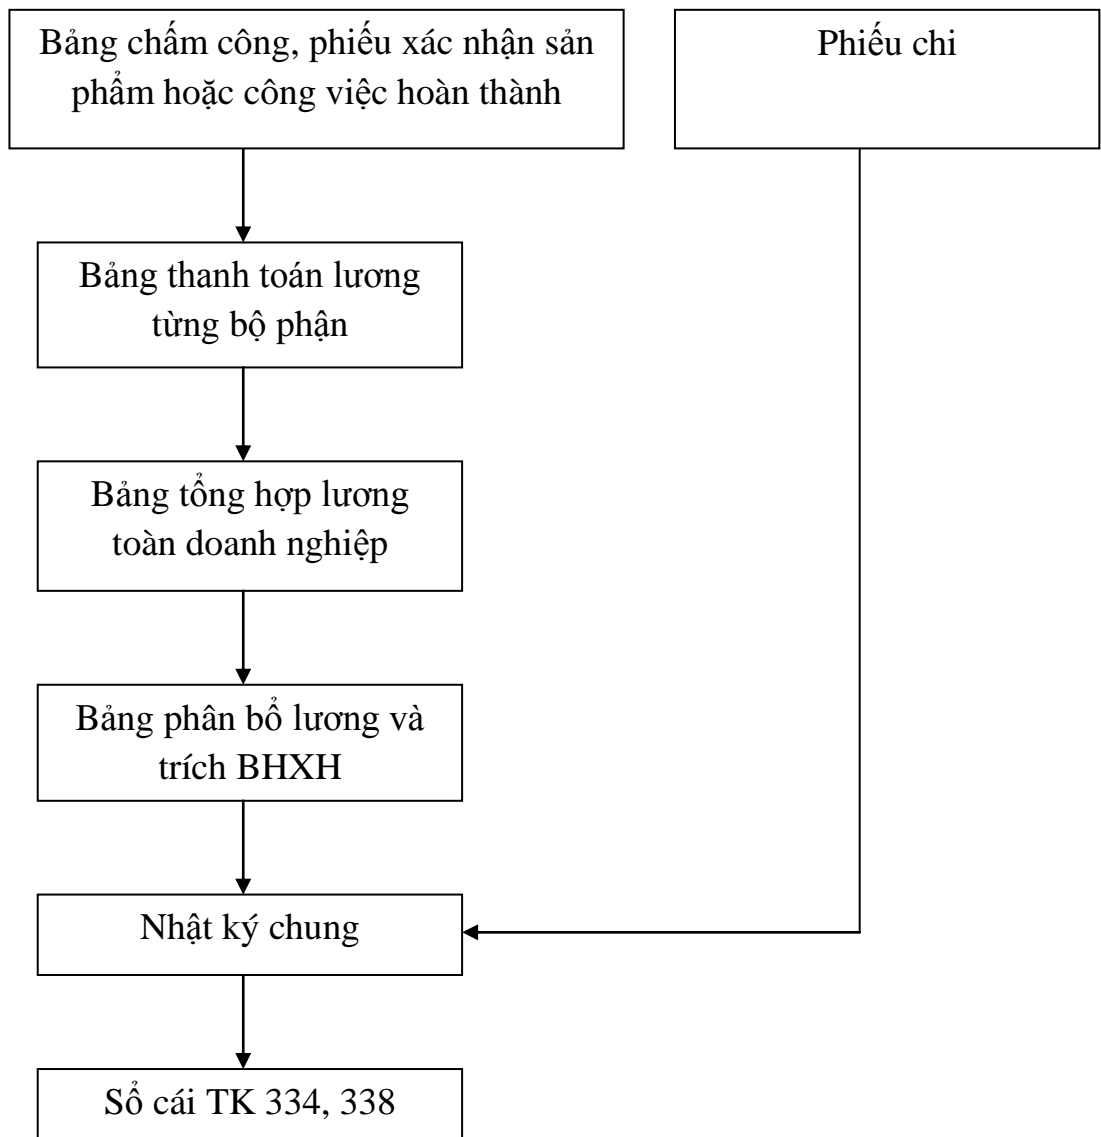 Bảng chấm công, phiếu xác nhận sản
phẩm hoặc công việc hoàn thành
Phiếu chi
Bảng thanh toán lương
từng bộ phận
Bảng tổng hợp lương
toàn doanh nghiệp
Bảng phân bổ lương và
trích BHXH
Nhật ký chung
Sổ cái TK 334, 338